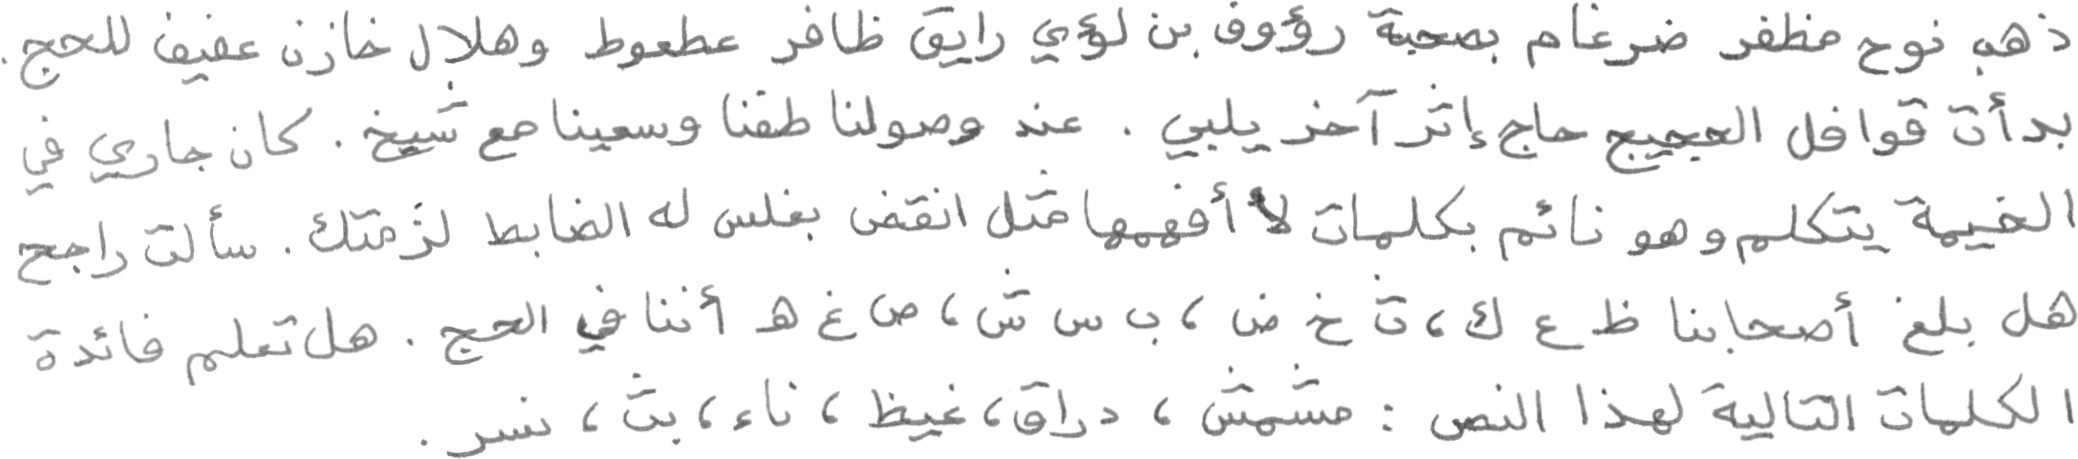 ذهب نوح مظفر ضرغام بصحبة رؤوف بن لؤي رايق ظافر عطعوط وهلال خازن عفيف للحج.
بدأت قوافل الحجيج حاج إثر آخر يلبي. عند وصولنا طفنا وسعينا مع شيخ. كان جاري في
الخيمة يتكلم وهو نائم بكلمات لا أفهمها مثل انقض بغلس له الضابط لزمتك. سألت راجح
هل بلغ أصحابنا ظ ع ك، ث خ ض، ب س ش، ص غ ه أننا في الحج. هل تعلم فائدة
الكلمات التالية لهذا النص: مشمش، دراق، غيظ، ناء، بث، نسر.